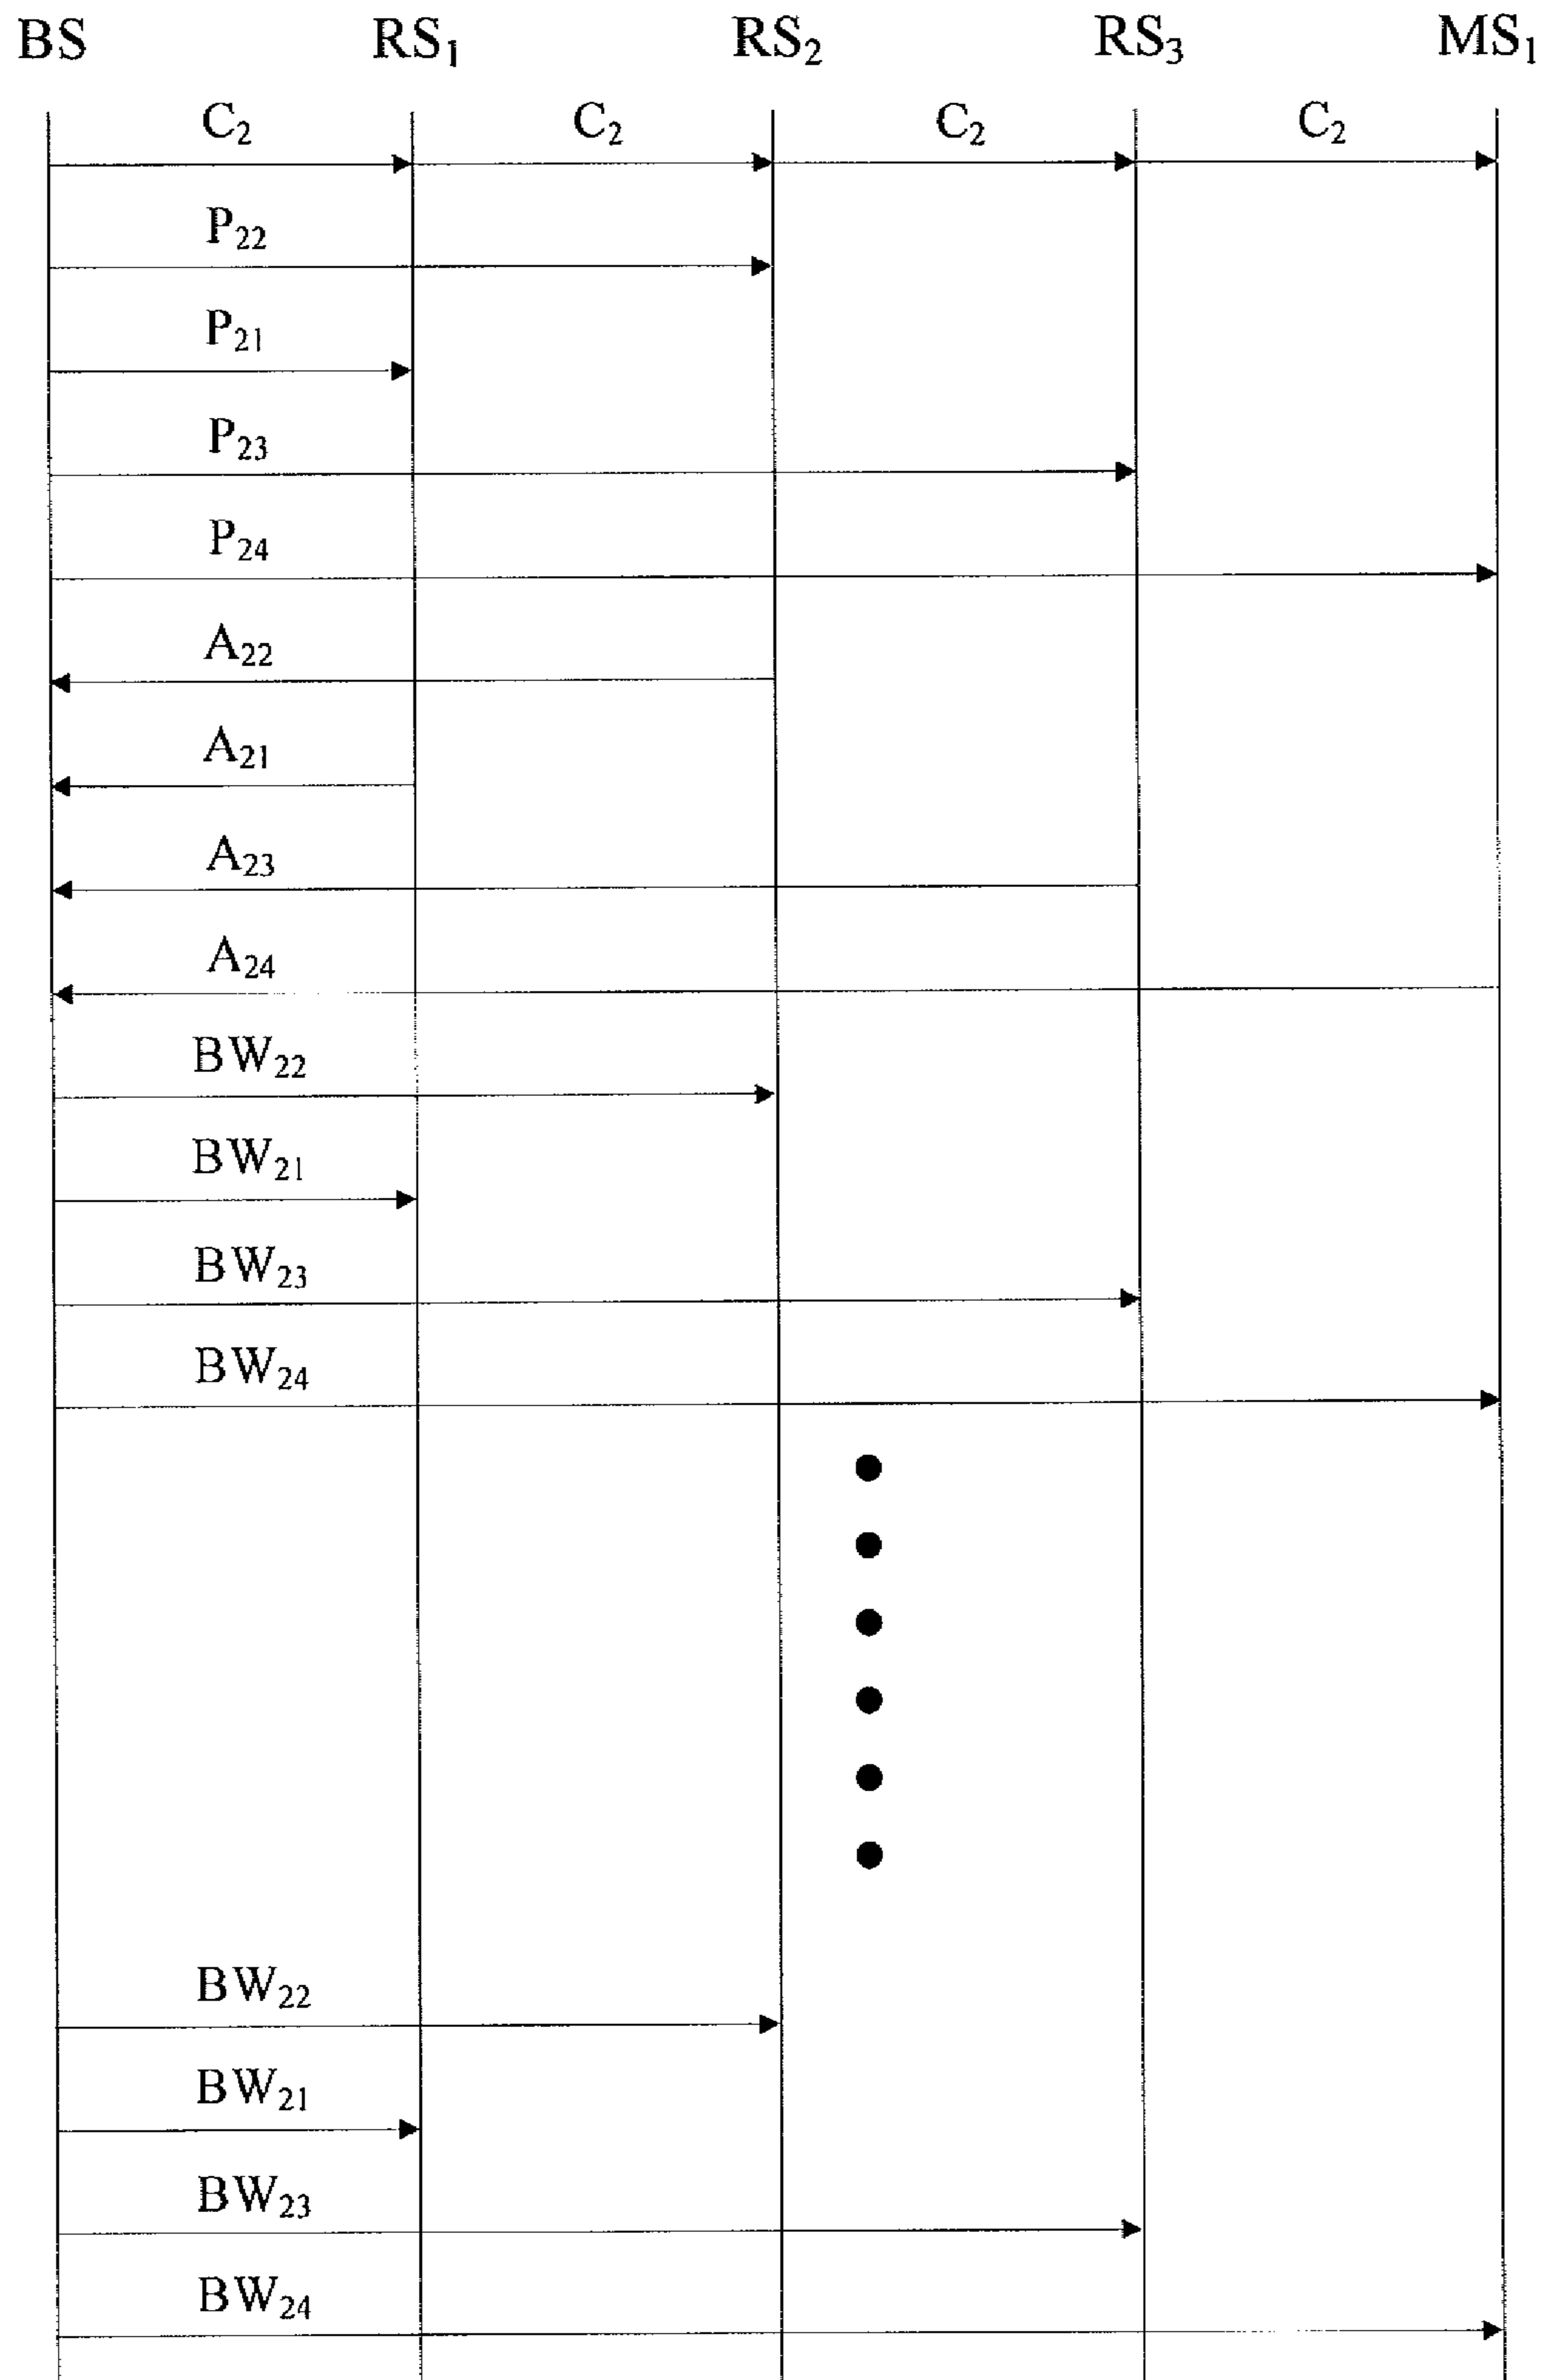 BS RS₁ RS₂ RS₃ MS₁
C₂ C₂ C₂ C₂
P₂₂
P₂₁
P₂₃
P₂₄
A₂₂
A₂₁
A₂₃
A₂₄
BW₂₂
BW₂₁
BW₂₃
BW₂₄
BW₂₂
BW₂₁
BW₂₃
BW₂₄